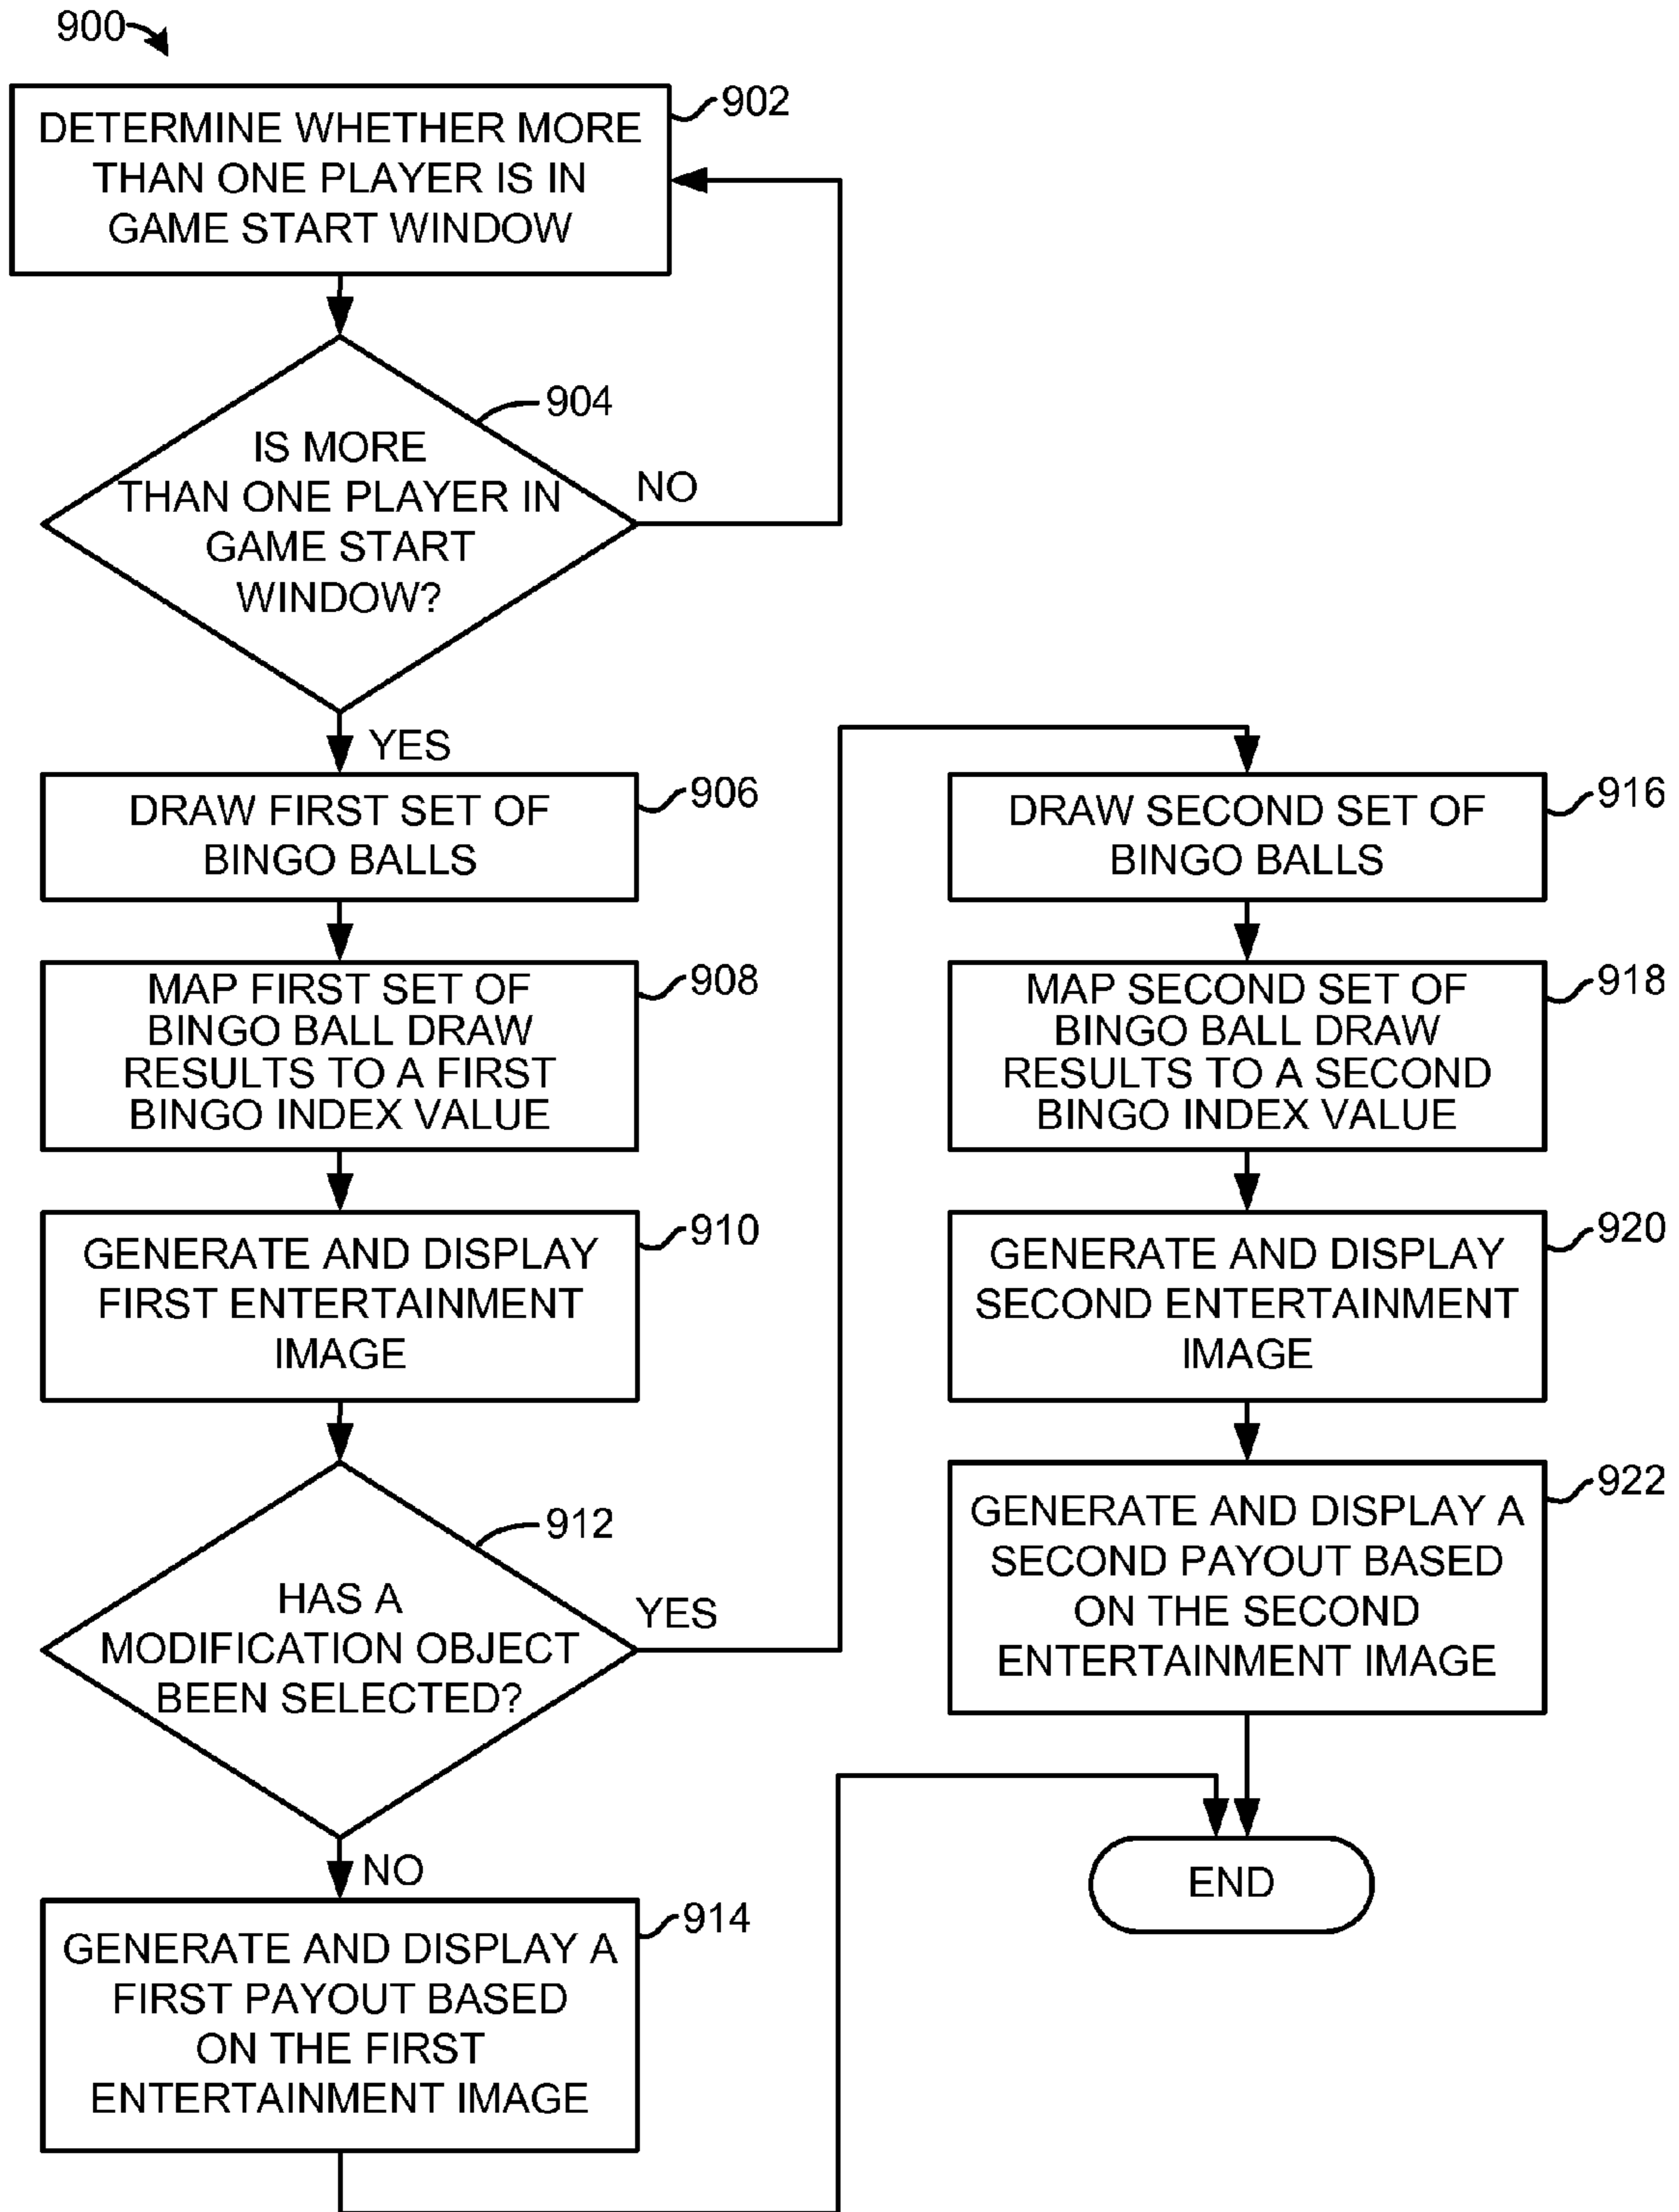 900
902
DETERMINE WHETHER MORE
THAN ONE PLAYER IS IN
GAME START WINDOW
904
IS MORE
THAN ONE PLAYER IN
GAME START
WINDOW?
NO
YES
906
DRAW FIRST SET OF
BINGO BALLS
908
MAP FIRST SET OF
BINGO BALL DRAW
RESULTS TO A FIRST
BINGO INDEX VALUE
910
GENERATE AND DISPLAY
FIRST ENTERTAINMENT
IMAGE
912
HAS A
MODIFICATION OBJECT
BEEN SELECTED?
YES
NO
914
GENERATE AND DISPLAY A
FIRST PAYOUT BASED
ON THE FIRST
ENTERTAINMENT IMAGE
916
DRAW SECOND SET OF
BINGO BALLS
918
MAP SECOND SET OF
BINGO BALL DRAW
RESULTS TO A SECOND
BINGO INDEX VALUE
920
GENERATE AND DISPLAY
SECOND ENTERTAINMENT
IMAGE
922
GENERATE AND DISPLAY A
SECOND PAYOUT BASED
ON THE SECOND
ENTERTAINMENT IMAGE
END